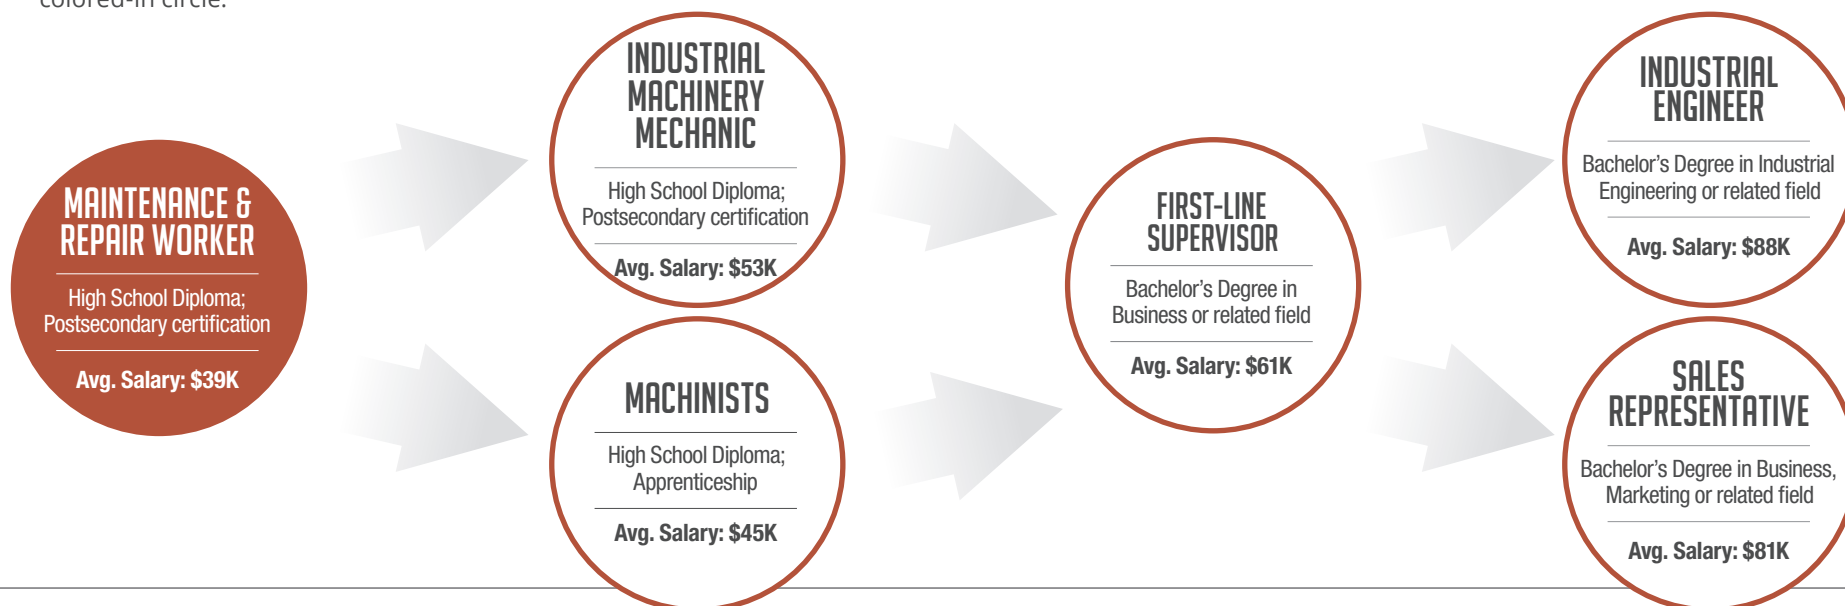 colored-in circle.
MAINTENANCE &
REPAIR WORKER
High School Diploma;
Postsecondary certification
Avg. Salary: $39K
INDUSTRIAL
MACHINERY
MECHANIC
High School Diploma;
Postsecondary certification
Avg. Salary: $53K
MACHINISTS
High School Diploma;
Apprenticeship
Avg. Salary: $45K
FIRST-LINE
SUPERVISOR
Bachelor's Degree in
Business or related field
Avg. Salary: $61K
INDUSTRIAL
ENGINEER
Bachelor's Degree in Industrial
Engineering or related field
Avg. Salary: $88K
SALES
REPRESENTATIVE
Bachelor's Degree in Business,
Marketing or related field
Avg. Salary: $81K